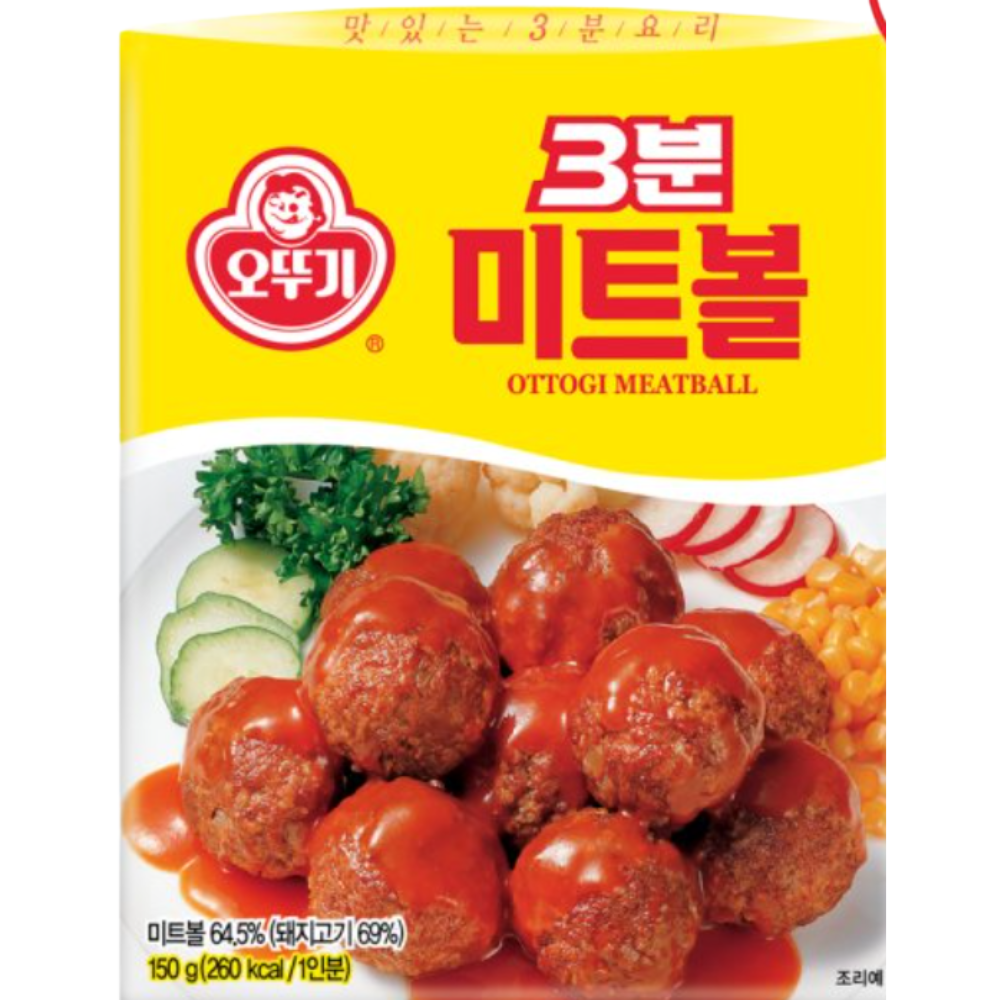 맛/있/는/3/분/요/리
오뚜기
®
3분
미트볼
OTTOGI MEATBALL
미트볼 64.5% (돼지고기 69%)
150 g(260 kcal/1인분)
조리예